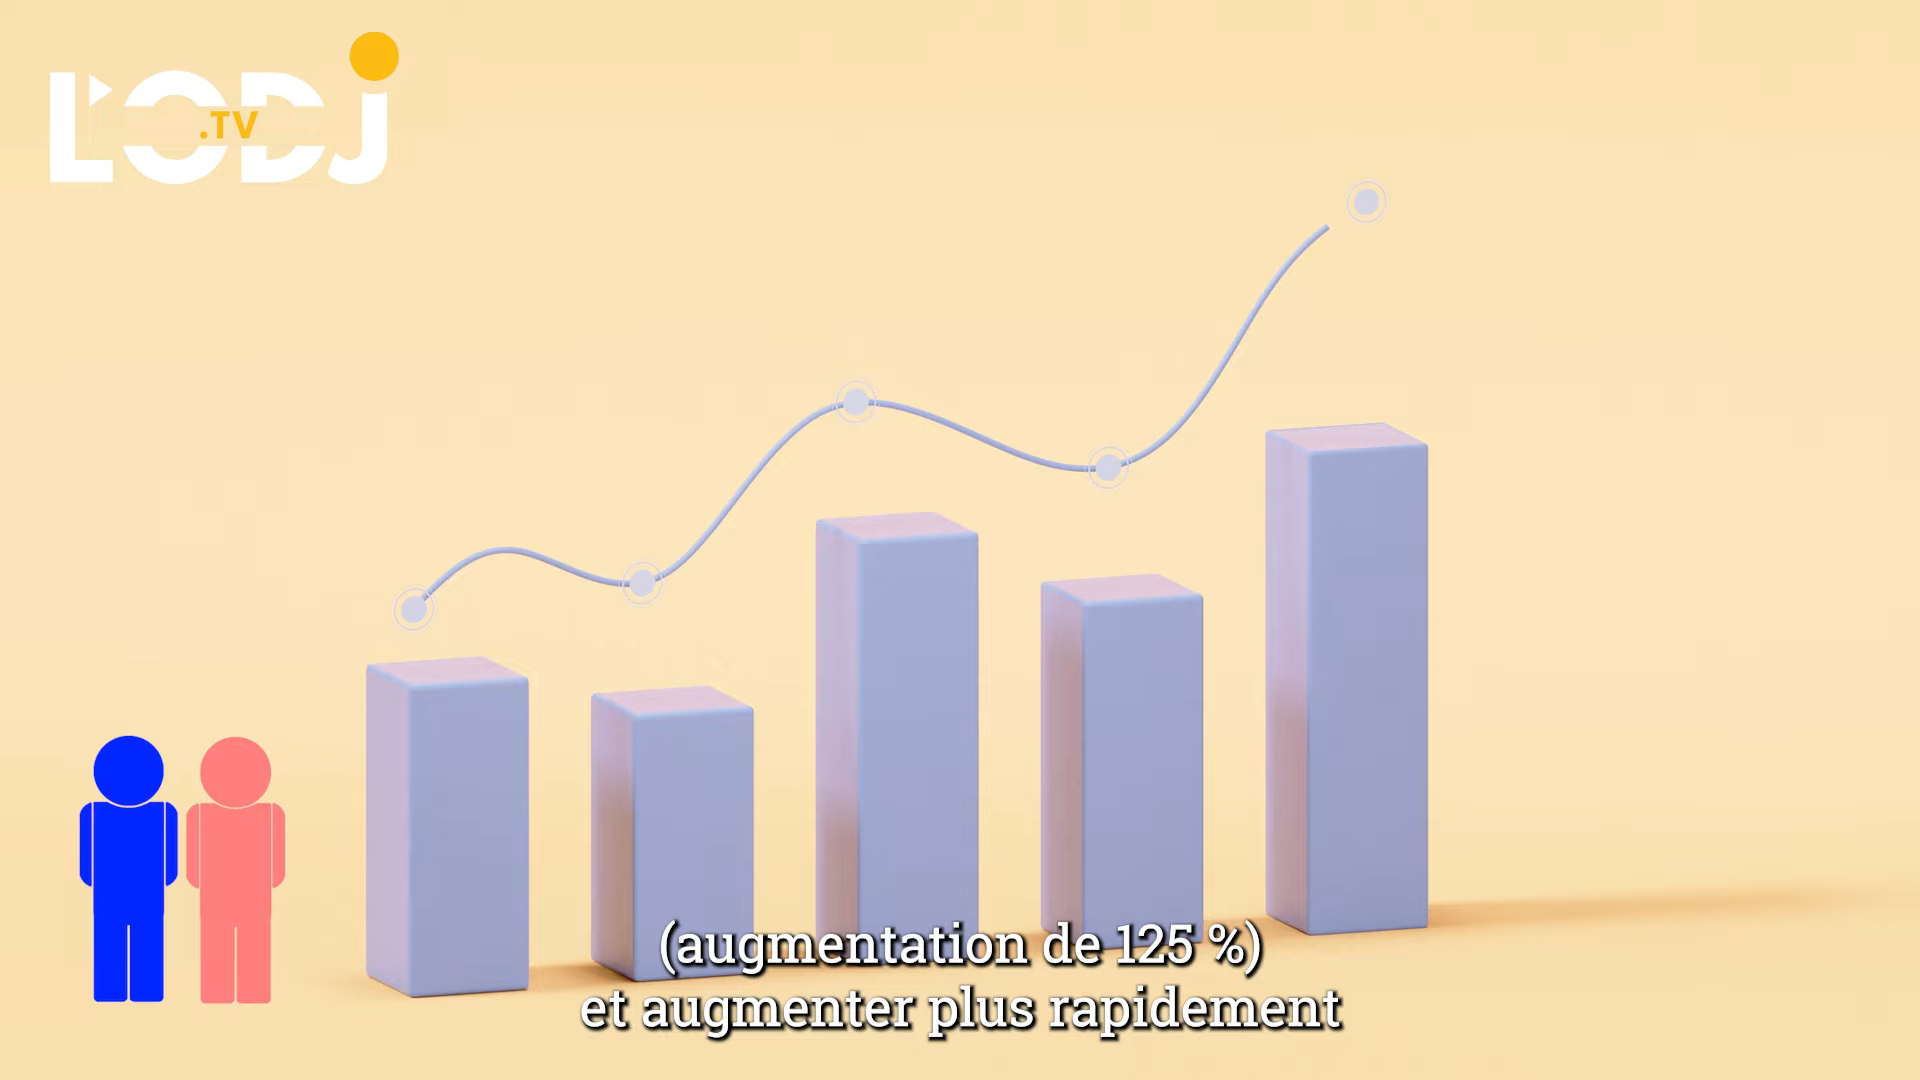 L'ODJ
.TV
(augmentation de 125 %)
et augmenter plus rapidement